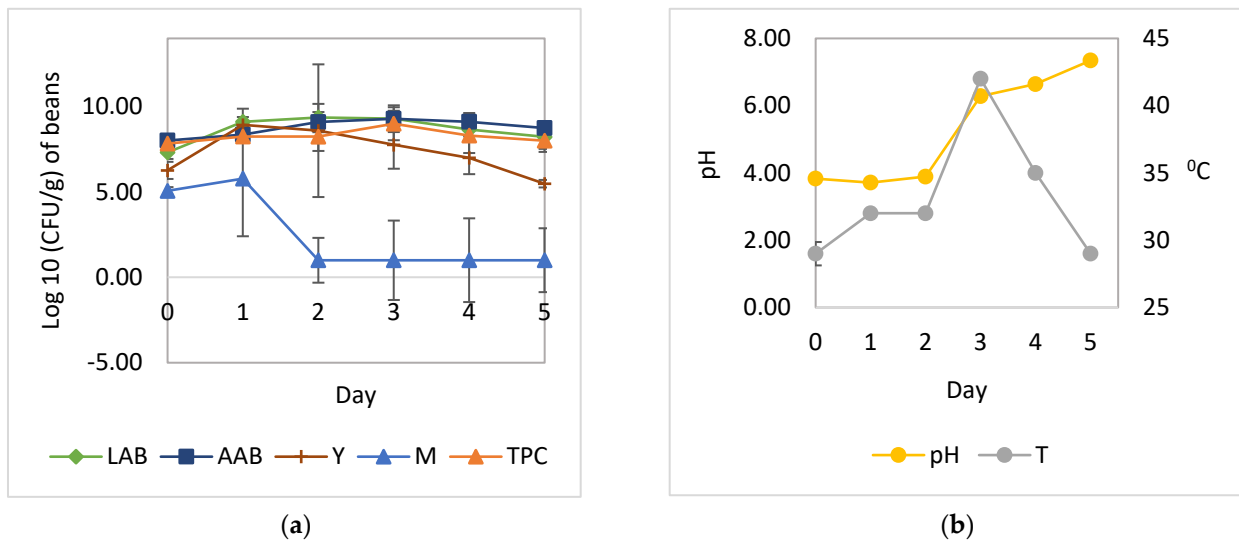 10.00
5.00
0.00
-5.00
Log 10 (CFU/g) of beans
0 1 2 3 4 5
Day
LAB AAB Y M TPC
(a)
8.00
6.00
4.00
2.00
0.00
pH
45
40
35
30
25
⁰C
0 1 2 3 4 5
Day
pH T
(b)